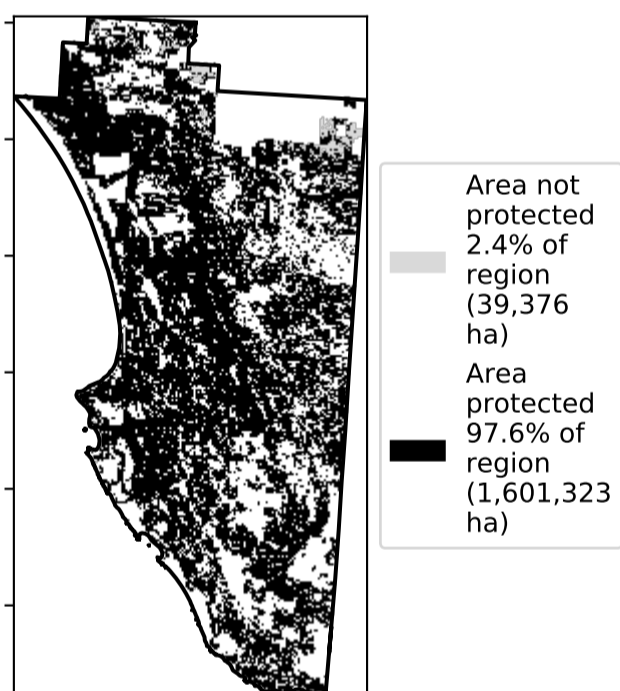 Area not
protected
2.4% of
region
(39,376
ha)
Area
protected
97.6% of
region
(1,601,323
ha)